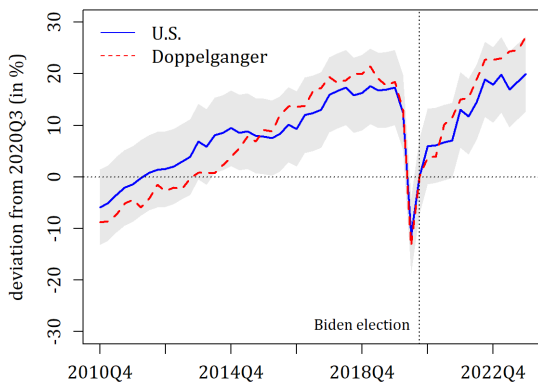 deviation from 2020Q3 (in %)
30
20
10
0
-10
-20
-30
U.S.
Doppelganger
Biden election
2010Q4 2014Q4 2018Q4 2022Q4